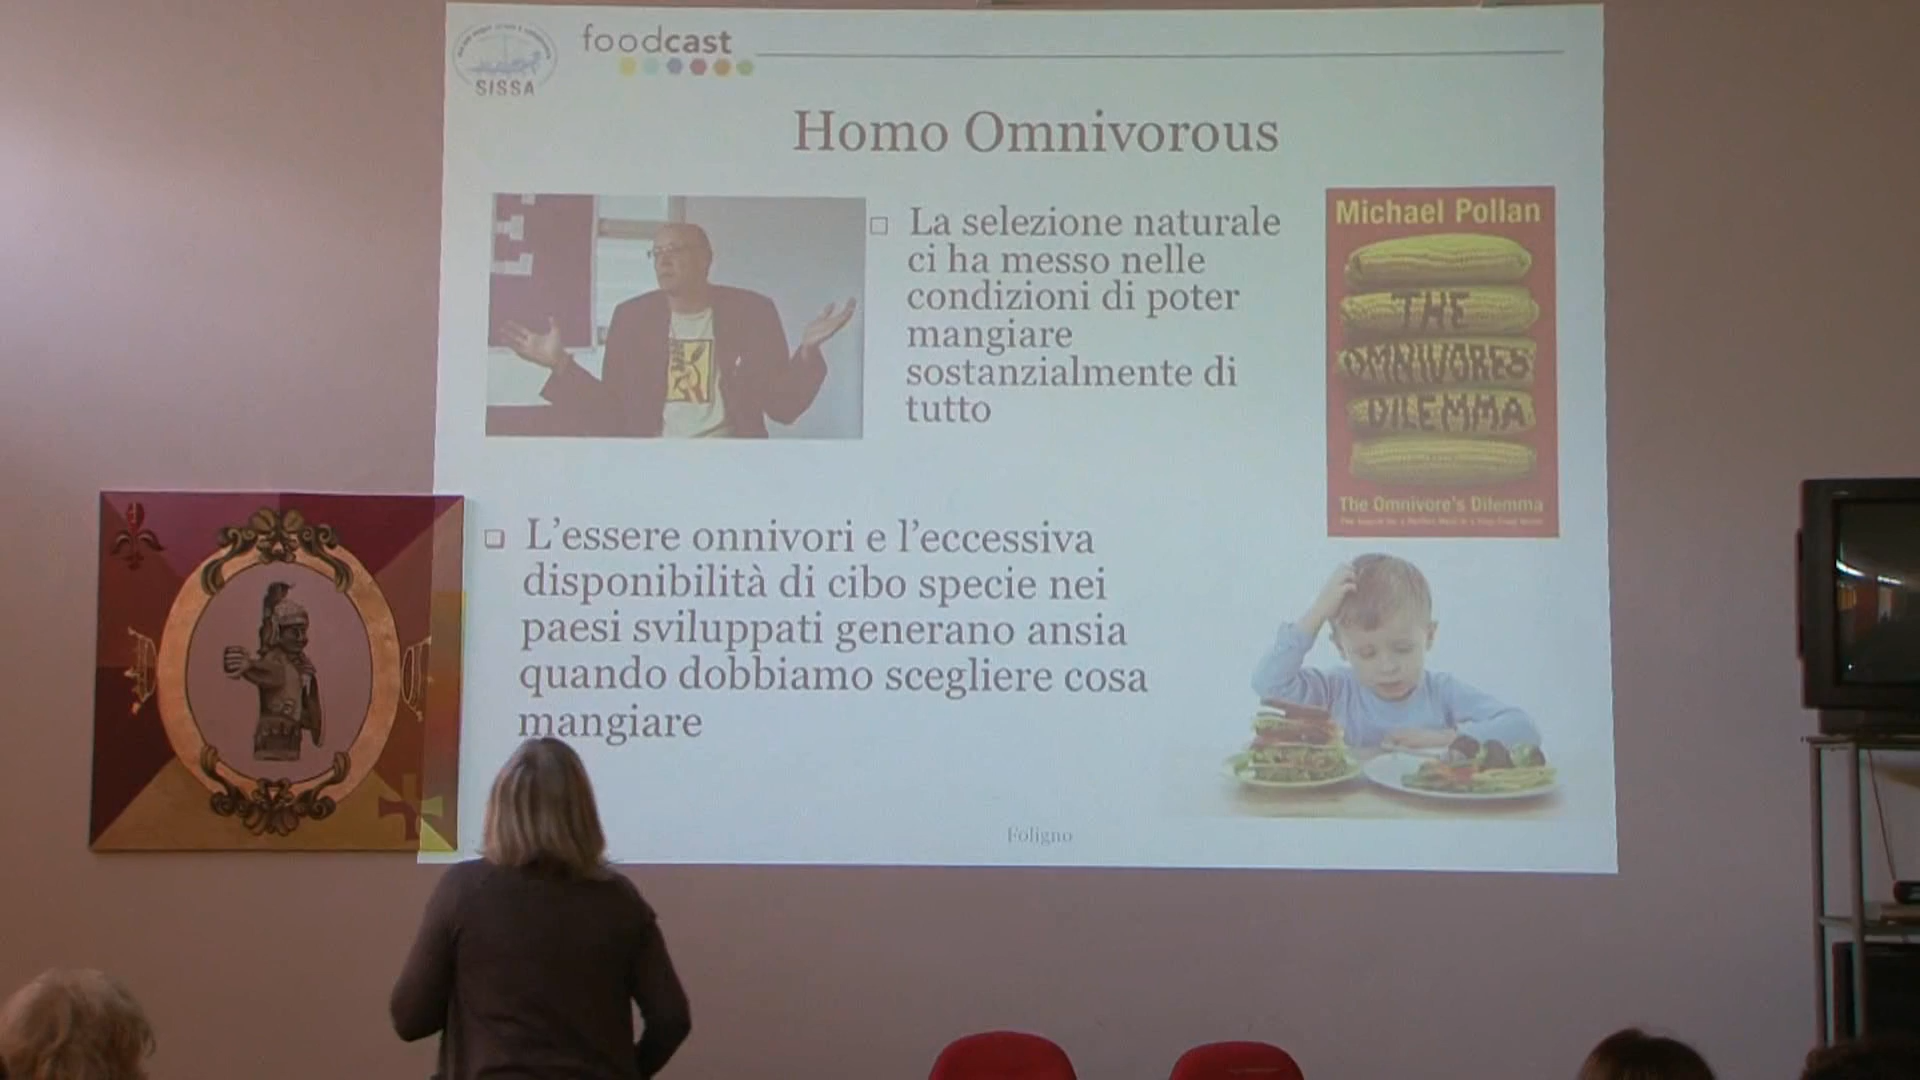 SISSA
foodcast
Homo Omnivorous
La selezione naturale
ci ha messo nelle
condizioni di poter
mangiare
sostanzialmente di
tutto
Michael Pollan
THE
OMNIVORES
DILEMMA
The Omnivore's Dilemma
L'essere onnivori e l'eccessiva
disponibilità di cibo specie nei
paesi sviluppati generano ansia
quando dobbiamo scegliere cosa
mangiare
Foligno